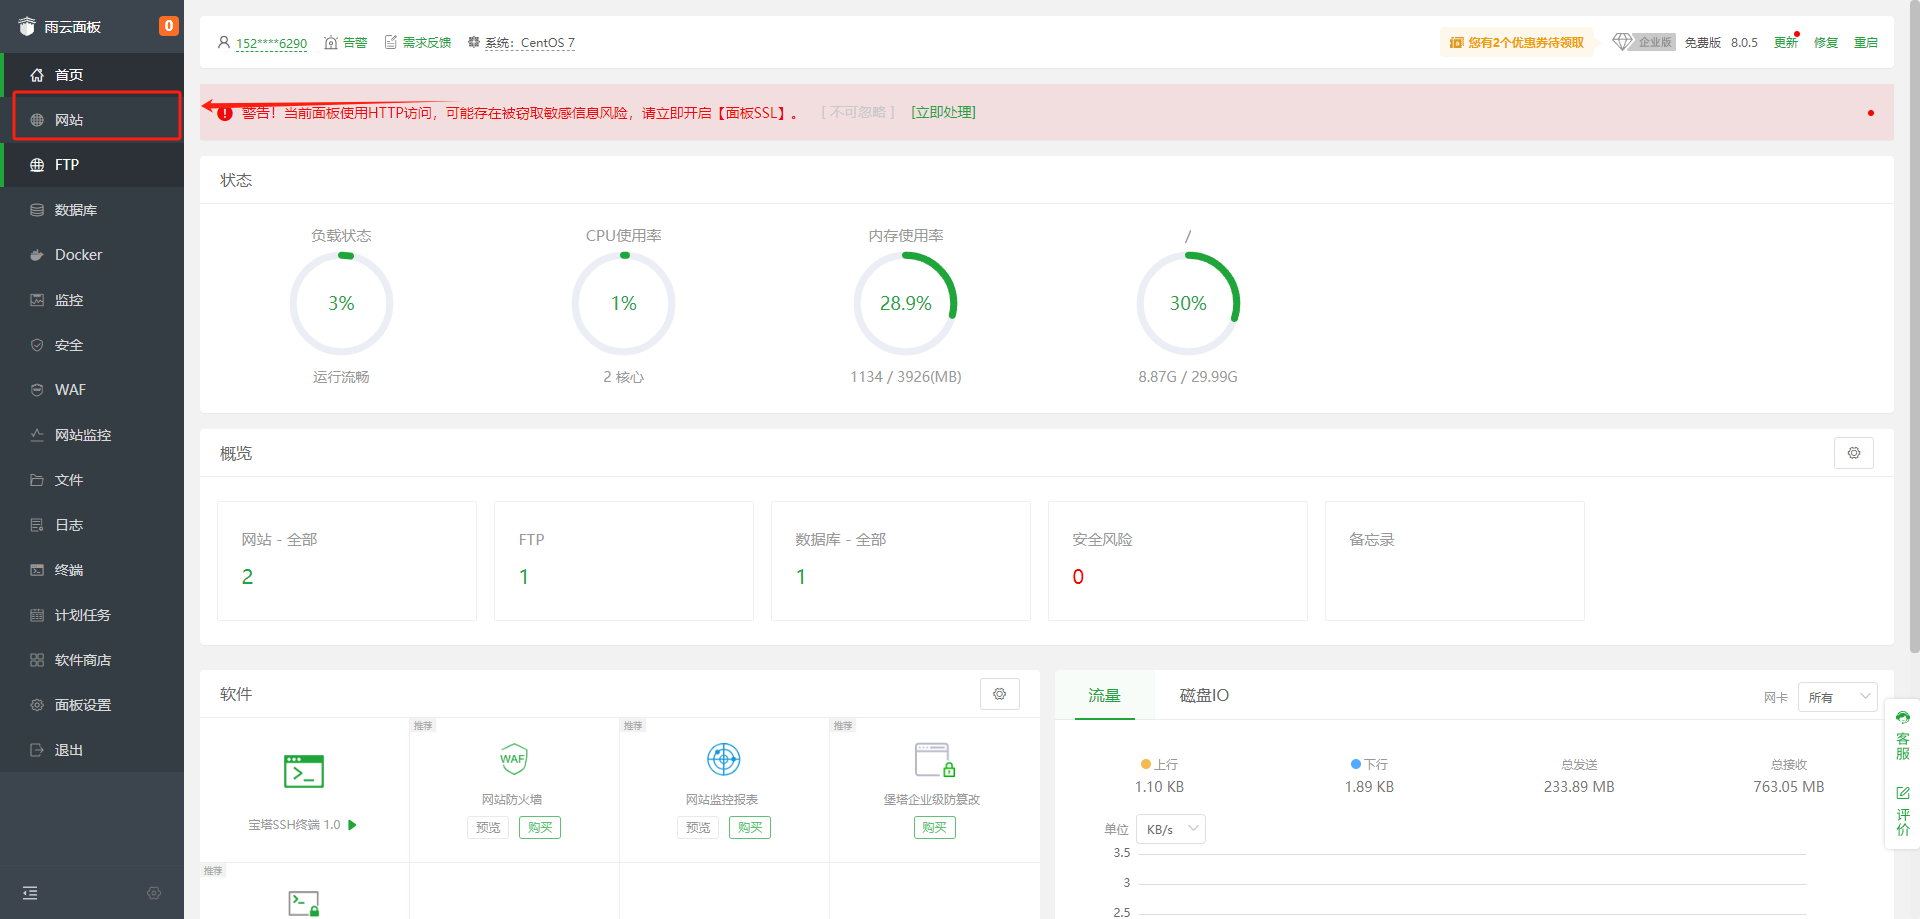 雨云面板
0
首页
网站
FTP
数据库
Docker
监控
安全
WAF
网站监控
文件
日志
终端
计划任务
软件商店
面板设置
退出
152****6290 告警 需求反馈 系统：CentOS 7
您有2个优惠券待领取 企业版 免费版 8.0.5 更新 修复 重启
警告！当前面板使用HTTP访问，可能存在被窃取敏感信息风险，请立即开启【面板SSL】。 [ 不可忽略 ] [立即处理]
状态
负载状态 CPU使用率 内存使用率 /
3% 1% 28.9% 30%
运行流畅 2 核心 1134 / 3926(MB) 8.87G / 29.99G
概览
网站 - 全部 FTP 数据库 - 全部 安全风险 备忘录
2 1 1 0
软件
推荐 推荐 推荐
WAF
网站防火墙 网站监控报表 堡塔企业级防篡改
宝塔SSH终端 1.0
预览 购买 预览 购买 购买
推荐
流量 磁盘IO 网卡 所有
上行 下行 总发送 总接收
1.10 KB 1.89 KB 233.89 MB 763.05 MB
单位 KB/s
3.5
3
2.5
客服
评价